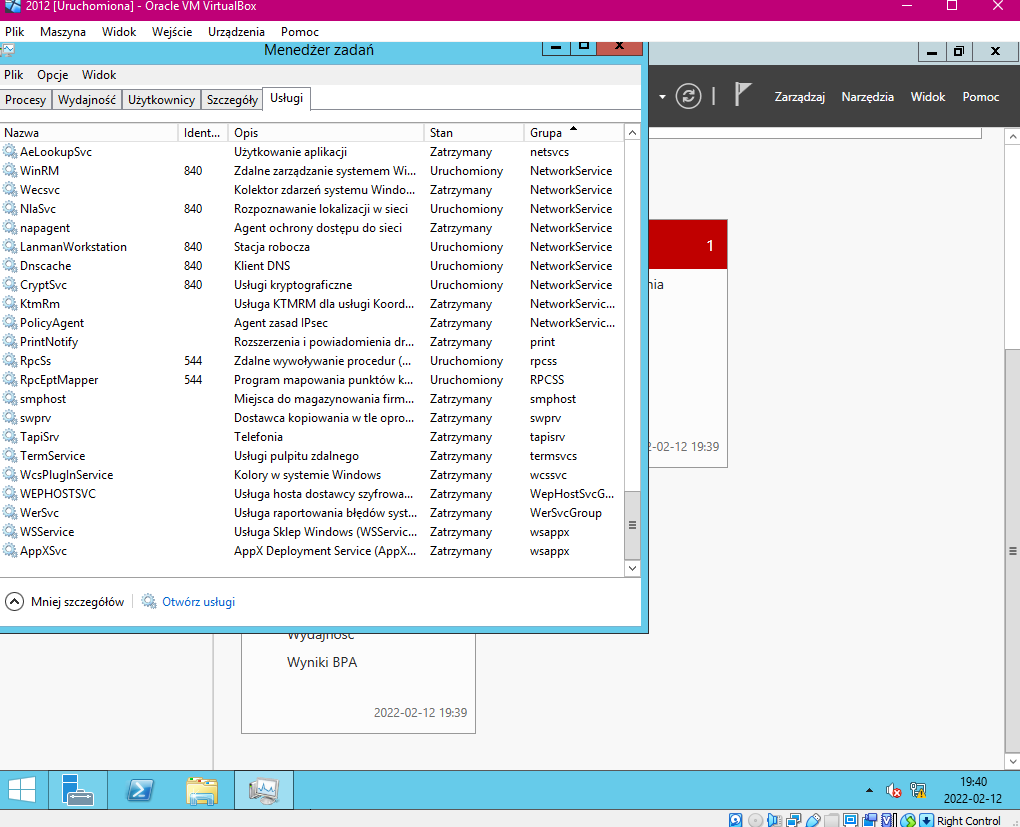 2012 [Uruchomiona] - Oracle VM VirtualBox
Plik Maszyna Widok Wejście Urządzenia Pomoc
Menedżer zadań
Plik Opcje Widok
Zarządzaj Narzędzia Widok Pomoc
Procesy Wydajność Użytkownicy Szczegóły Usługi
Nazwa Ident... Opis Stan Grupa
AeLookupSvc Użytkowanie aplikacji Zatrzymany netsvcs
WinRM 840 Zdalne zarządzanie systemem Wi... Uruchomiony NetworkService
Wecsvc Kolektor zdarzeń systemu Windo... Zatrzymany NetworkService
NlaSvc 840 Rozpoznawanie lokalizacji w sieci Uruchomiony NetworkService
napagent Agent ochrony dostępu do sieci Zatrzymany NetworkService
LanmanWorkstation 840 Stacja robocza Uruchomiony NetworkService
1
Dnscache 840 Klient DNS Uruchomiony NetworkService
CryptSvc 840 Usługi kryptograficzne Uruchomiony NetworkService
nia
KtmRm Usługa KTMRM dla usługi Koord... Zatrzymany NetworkServic...
PolicyAgent Agent zasad IPsec Zatrzymany NetworkServic...
PrintNotify Rozszerzenia i powiadomienia dr... Zatrzymany print
RpcSs 544 Zdalne wywoływanie procedur (... Uruchomiony rpcss
RpcEptMapper 544 Program mapowania punktów k... Uruchomiony RPCSS
smphost Miejsca do magazynowania firm... Zatrzymany smphost
swprv Dostawca kopiowania w tle opro... Zatrzymany swprv
TapiSrv Telefonia Zatrzymany tapisrv
2-02-12 19:39
TermService Usługi pulpitu zdalnego Zatrzymany termsvcs
WcsPlugInService Kolory w systemie Windows Zatrzymany wcssvc
WEPHOSTSVC Usługa hosta dostawcy szyfrowa... Zatrzymany WepHostSvcG...
WerSvc Usługa raportowania błędów syst... Zatrzymany WerSvcGroup
WSService Usługa Sklep Windows (WSServic... Zatrzymany wsappx
AppXSvc AppX Deployment Service (AppX... Zatrzymany wsappx
Mniej szczegółów Otwórz usługi
Wydajność
Wyniki BPA
2022-02-12 19:39
19:40
2022-02-12
Right Control